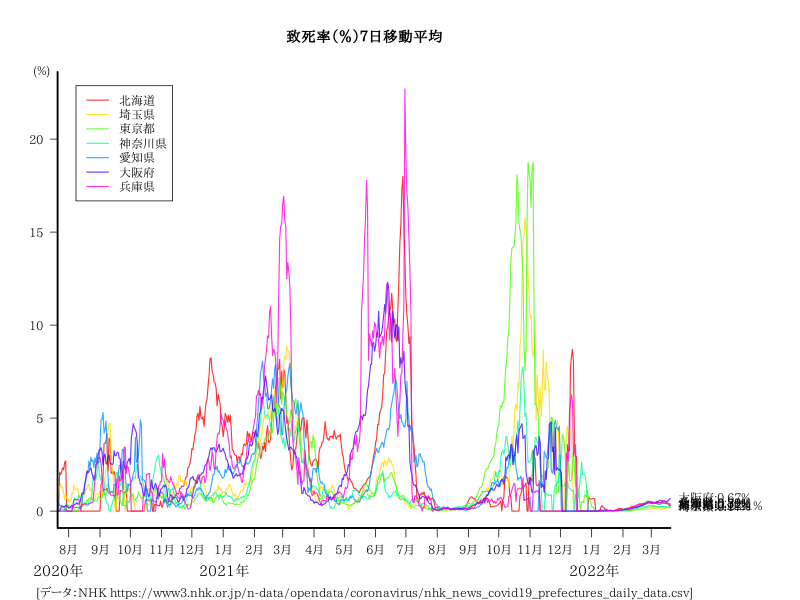 致死率(%)7日移動平均
(%)
北海道
埼玉県
東京都
神奈川県
愛知県
大阪府
兵庫県
20
15
10
5
0
大阪府:0.67%
8月 9月 10月 11月 12月 1月 2月 3月 4月 5月 6月 7月 8月 9月 10月 11月 12月 1月 2月 3月
2020年 2021年 2022年
[データ:NHK https://www3.nhk.or.jp/n-data/opendata/coronavirus/nhk_news_covid19_prefectures_daily_data.csv]